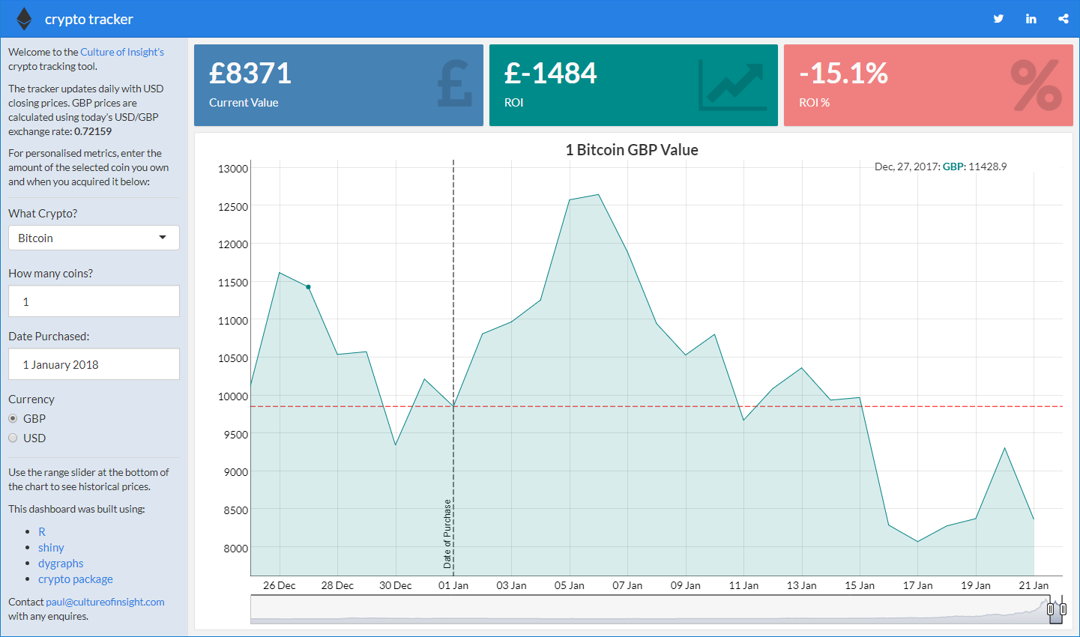 crypto tracker
Welcome to the Culture of Insight's
crypto tracking tool.
The tracker updates daily with USD
closing prices. GBP prices are
calculated using today's USD/GBP
exchange rate: 0.72159
For personalised metrics, enter the
amount of the selected coin you own
and when you acquired it below:
What Crypto?
Bitcoin
How many coins?
1
Date Purchased:
1 January 2018
Currency
GBP
USD
Use the range slider at the bottom of
the chart to see historical prices.
This dashboard was built using:
R
shiny
dygraphs
crypto package
Contact paul@cultureofinsight.com
with any enquires.
£8371
Current Value
£
£-1484
ROI
-15.1%
ROI %
%
1 Bitcoin GBP Value
Dec, 27, 2017: GBP: 11428.9
13000
12500
12000
11500
11000
10500
10000
9500
9000
8500
8000
Date of Purchase
26 Dec 28 Dec 30 Dec 01 Jan 03 Jan 05 Jan 07 Jan 09 Jan 11 Jan 13 Jan 15 Jan 17 Jan 19 Jan 21 Jan